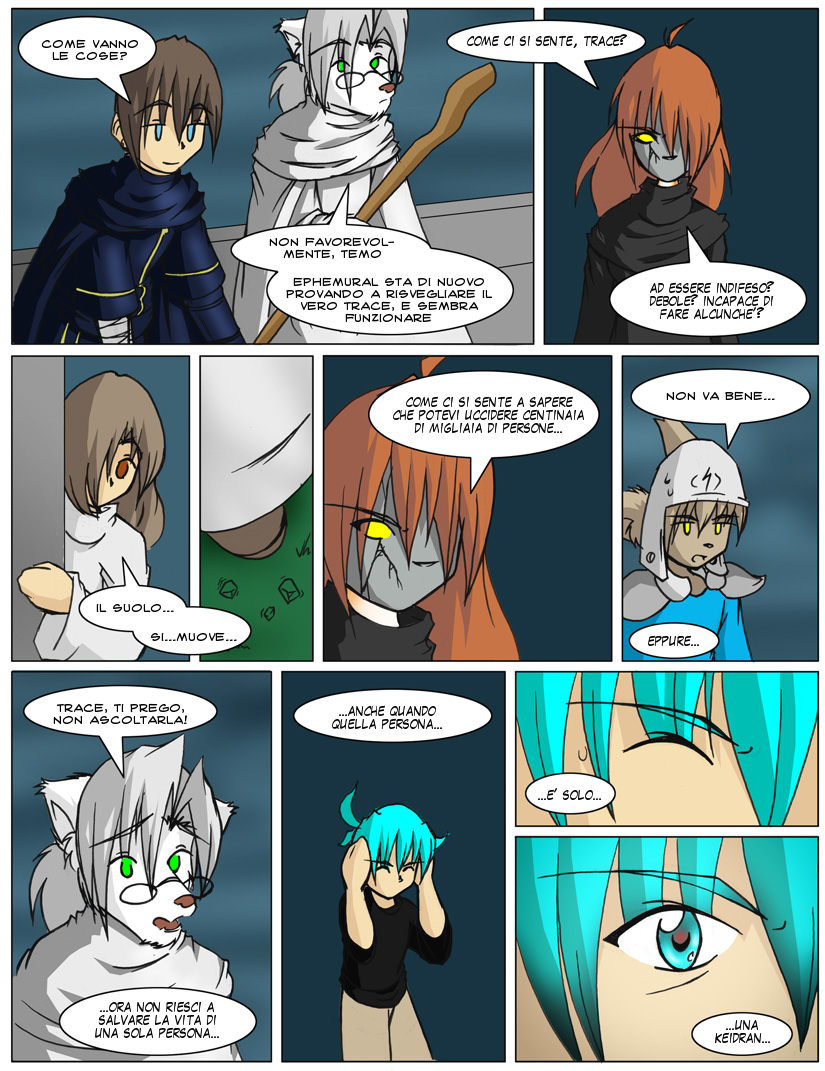 COME VANNO
LE COSE?
NON FAVOREVOL-
MENTE, TEMO
EPHEMURAL STA DI NUOVO
PROVANDO A RISVEGLIARE IL
VERO TRACE, E SEMBRA
FUNZIONARE
COME CI SI SENTE, TRACE?
AD ESSERE INDIFESO?
DEBOLE? INCAPACE DI
FARE ALCUNCHE'?
IL SUOLO...
SI...MUOVE...
COME CI SI SENTE A SAPERE
CHE POTEVI UCCIDERE CENTINAIA
DI MIGLIAIA DI PERSONE...
NON VA BENE...
EPPURE...
TRACE, TI PREGO,
NON ASCOLTARLA!
...ORA NON RIESCI A
SALVARE LA VITA DI
UNA SOLA PERSONA...
...ANCHE QUANDO
QUELLA PERSONA...
...E' SOLO...
...UNA
KEIDRAN...